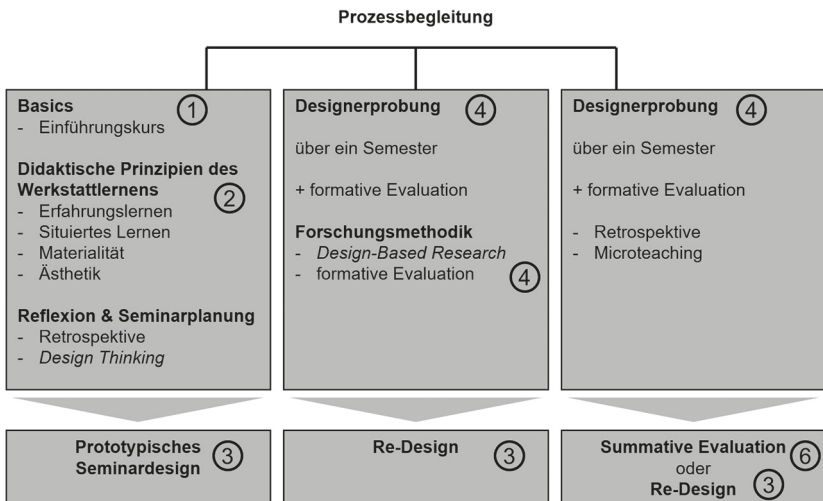 Prozessbegleitung
Basics ①
- Einführungskurs
Didaktische Prinzipien des
Werkstattlernens ②
- Erfahrungslernen
- Situiertes Lernen
- Materialität
- Ästhetik
Reflexion & Seminarplanung
- Retrospektive
- Design Thinking
Designerprobung ④
über ein Semester
+ formative Evaluation
Forschungsmethodik
- Design-Based Research
- formative Evaluation ④
Designerprobung ④
über ein Semester
+ formative Evaluation
- Retrospektive
- Microteaching
Prototypisches
Seminardesign ③
Re-Design ③
Summative Evaluation ⑥
oder
Re-Design ③